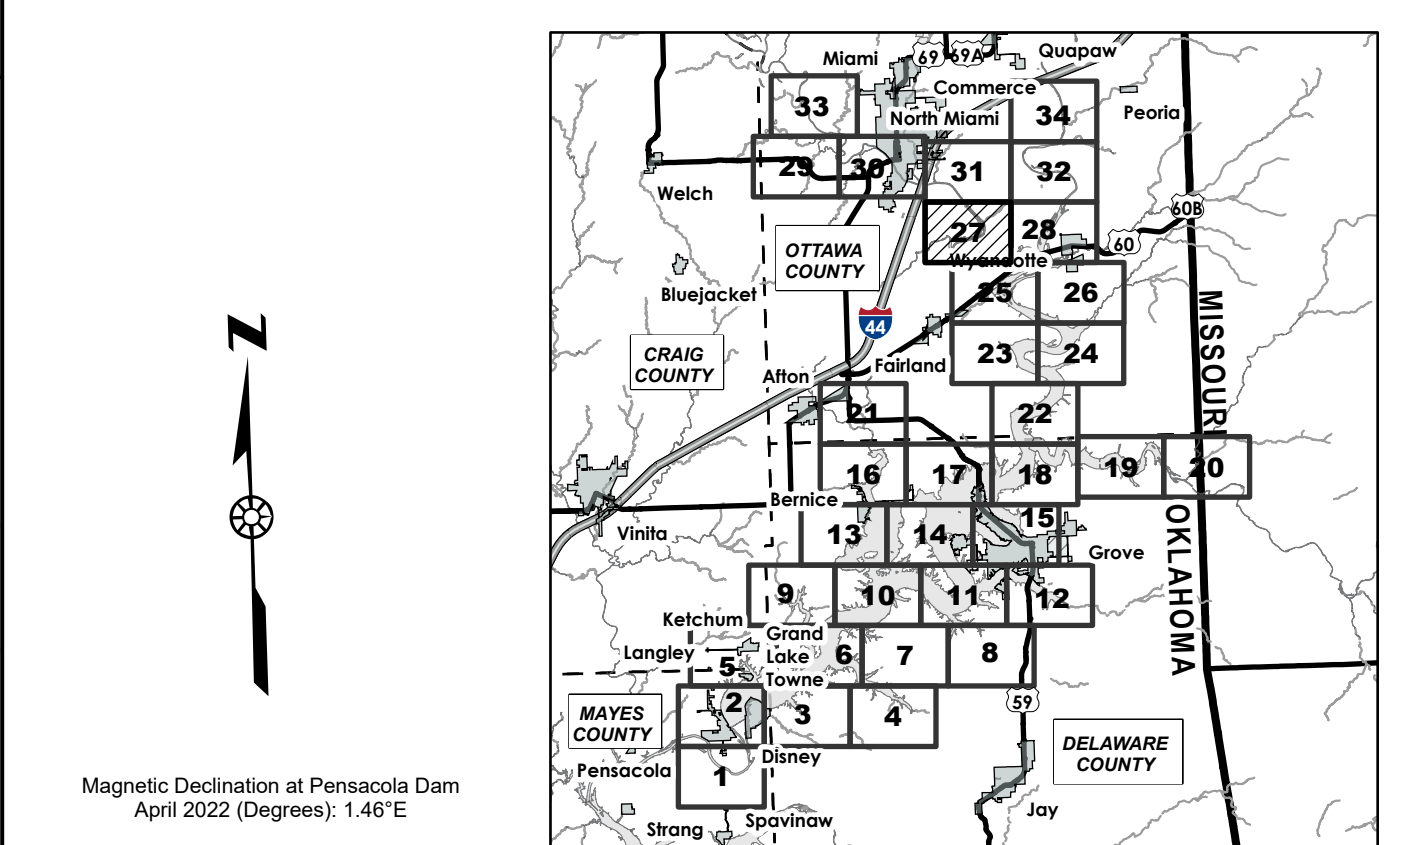 Miami
69
69A
Quapaw
Commerce
33
34
Peoria
North Miami
29
30
31
32
Welch
60B
27
28
60
OTTAWA
COUNTY
Wyandotte
Bluejacket
25
26
MISSOURI
44
CRAIG
COUNTY
23
24
Fairland
Afton
21
22
16
17
18
19
20
Bernice
OKLAHOMA
Vinita
13
14
15
Grove
9
10
11
12
Ketchum
Grand
Lake
Towne
Langley
5
6
7
8
N
MAYES
COUNTY
2
3
4
59
DELAWARE
COUNTY
Disney
Pensacola
1
Jay
Spavinaw
Strang
Magnetic Declination at Pensacola Dam
April 2022 (Degrees): 1.46°E